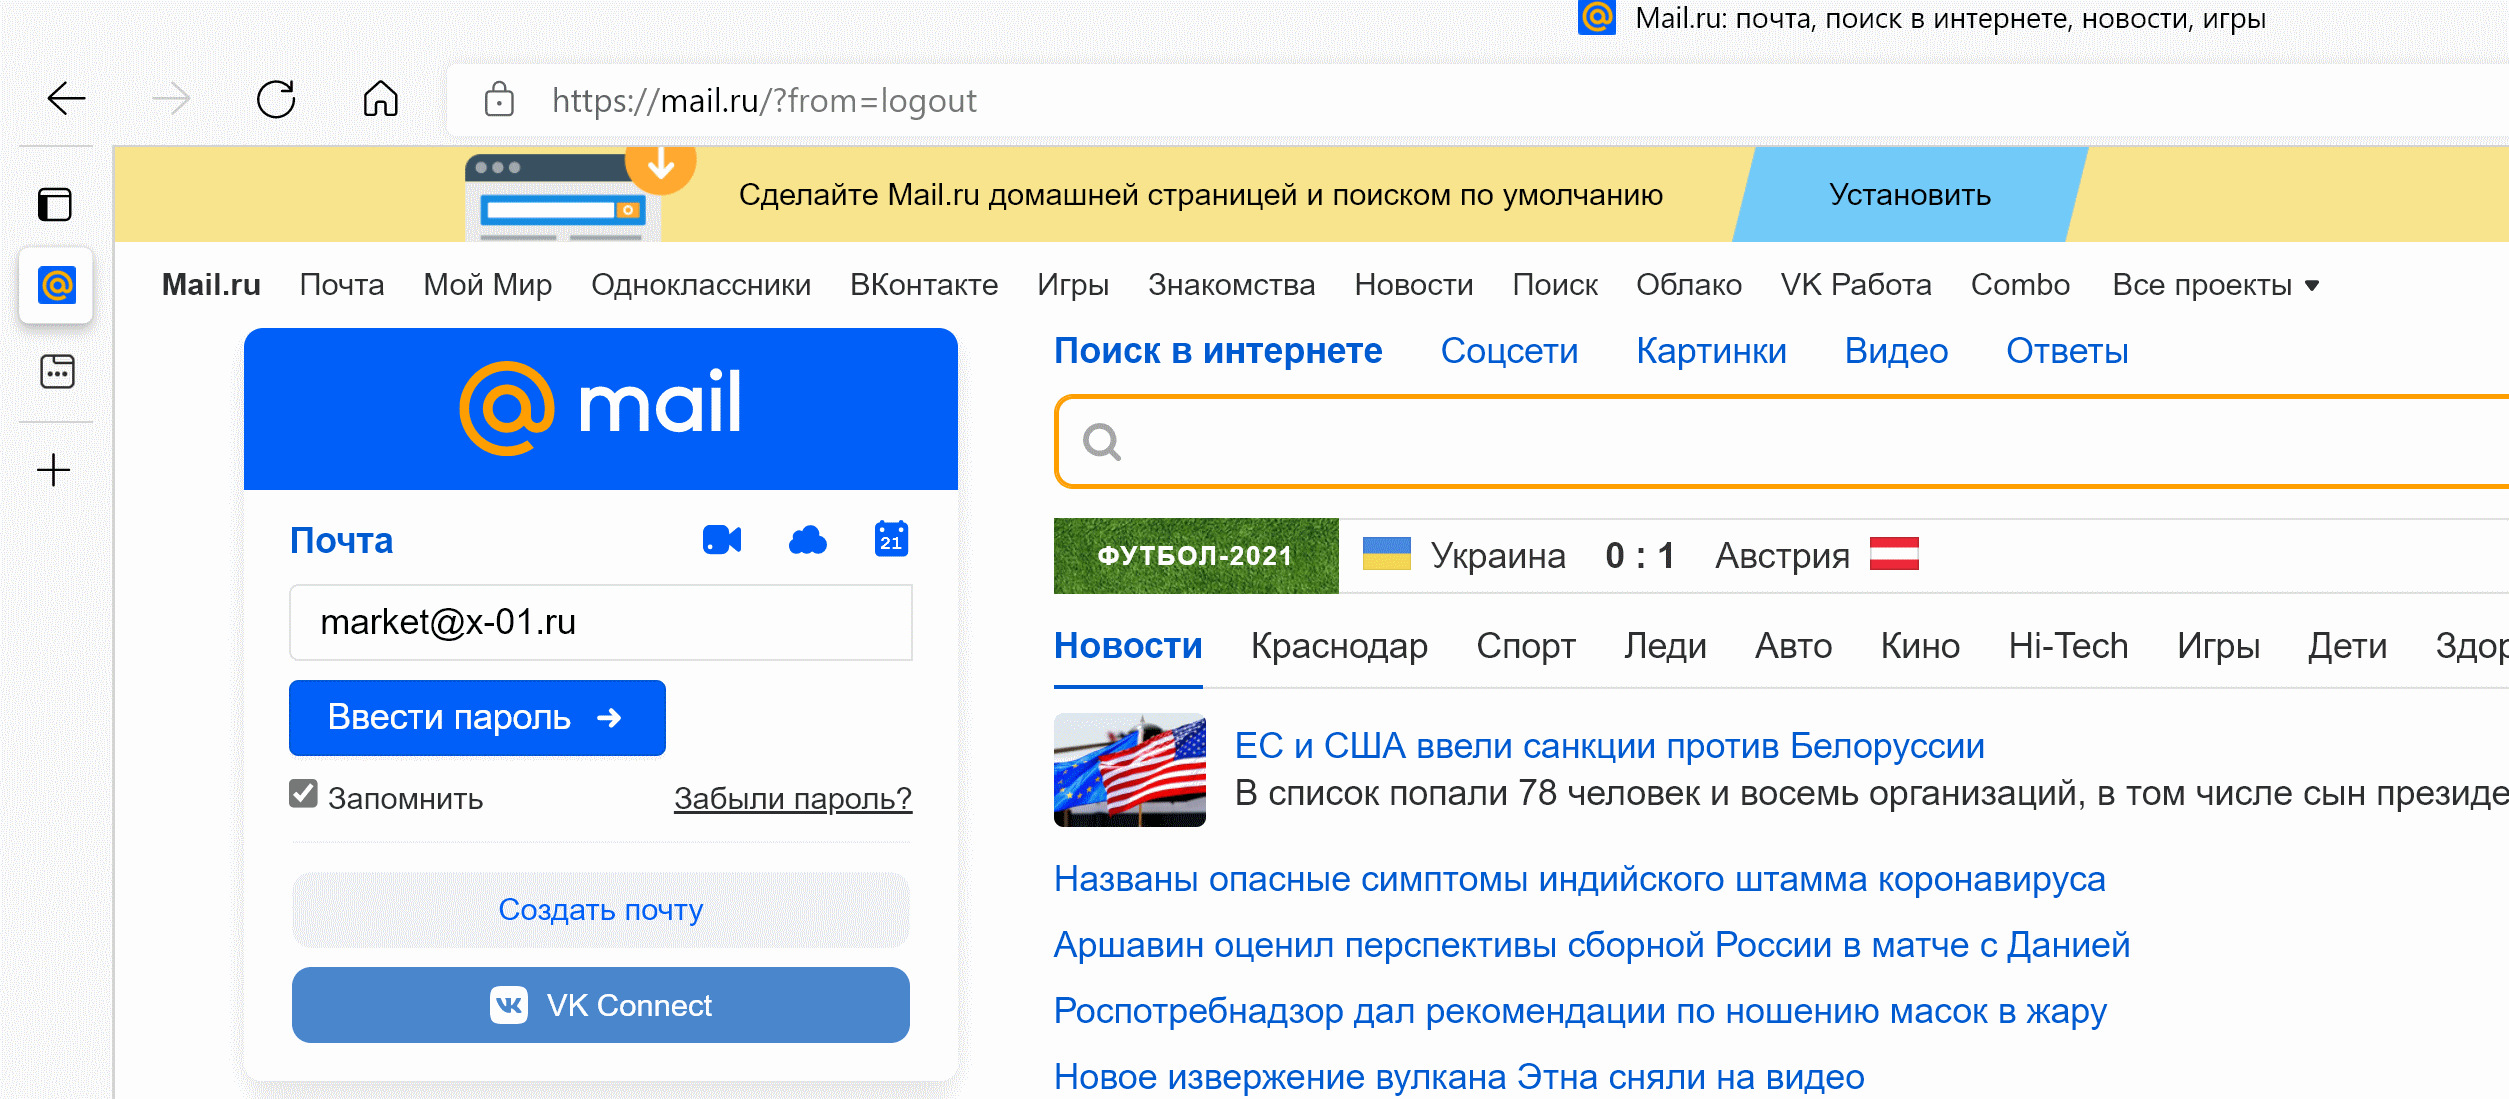 Mail.ru: почта, поиск в интернете, новости, игры
https://mail.ru/?from=logout
Сделайте Mail.ru домашней страницей и поиском по умолчанию
Установить
Mail.ru Почта Мой Мир Одноклассники ВКонтакте Игры Знакомства Новости Поиск Облако VK Работа Combo Все проекты
mail
Почта
21
market@x-01.ru
Ввести пароль
Запомнить Забыли пароль?
Создать почту
VK Connect
Поиск в интернете Соцсети Картинки Видео Ответы
ФУТБОЛ-2021 Украина 0 : 1 Австрия
Новости Краснодар Спорт Леди Авто Кино Hi-Tech Игры Дети Здор
ЕС и США ввели санкции против Белоруссии
В список попали 78 человек и восемь организаций, в том числе сын президе
Названы опасные симптомы индийского штамма коронавируса
Аршавин оценил перспективы сборной России в матче с Данией
Роспотребнадзор дал рекомендации по ношению масок в жару
Новое извержение вулкана Этна сняли на видео